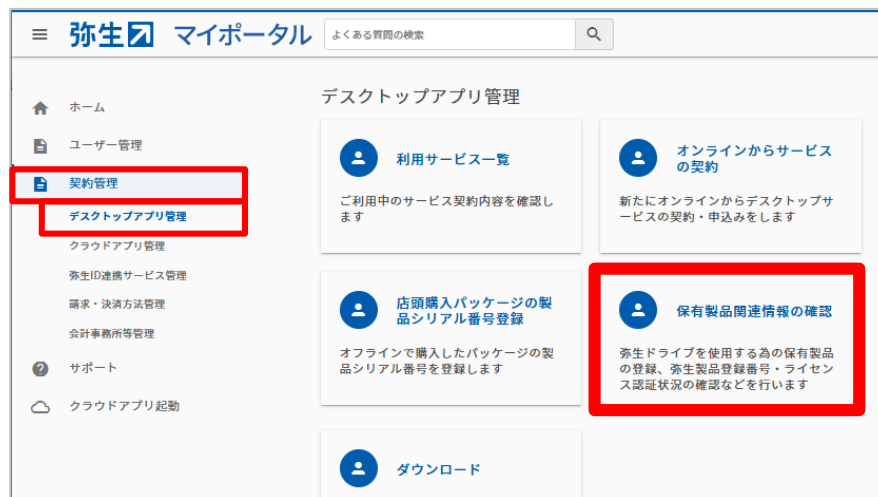 弥生 マイポータル
よくある質問の検索
ホーム
ユーザー管理
契約管理
デスクトップアプリ管理
クラウドアプリ管理
弥生ID連携サービス管理
請求・決済方法管理
会計事務所等管理
サポート
クラウドアプリ起動
デスクトップアプリ管理
利用サービス一覧
ご利用中のサービス契約内容を確認し
ます
オンラインからサービス
の契約
新たにオンラインからデスクトップサ
ービスの契約・申込みをします
店頭購入パッケージの製
品シリアル番号登録
オフラインで購入したパッケージの製
品シリアル番号を登録します
保有製品関連情報の確認
弥生ドライブを使用する為の保有製品
の登録、弥生製品登録番号・ライセン
ス認証状況の確認などを行います
ダウンロード